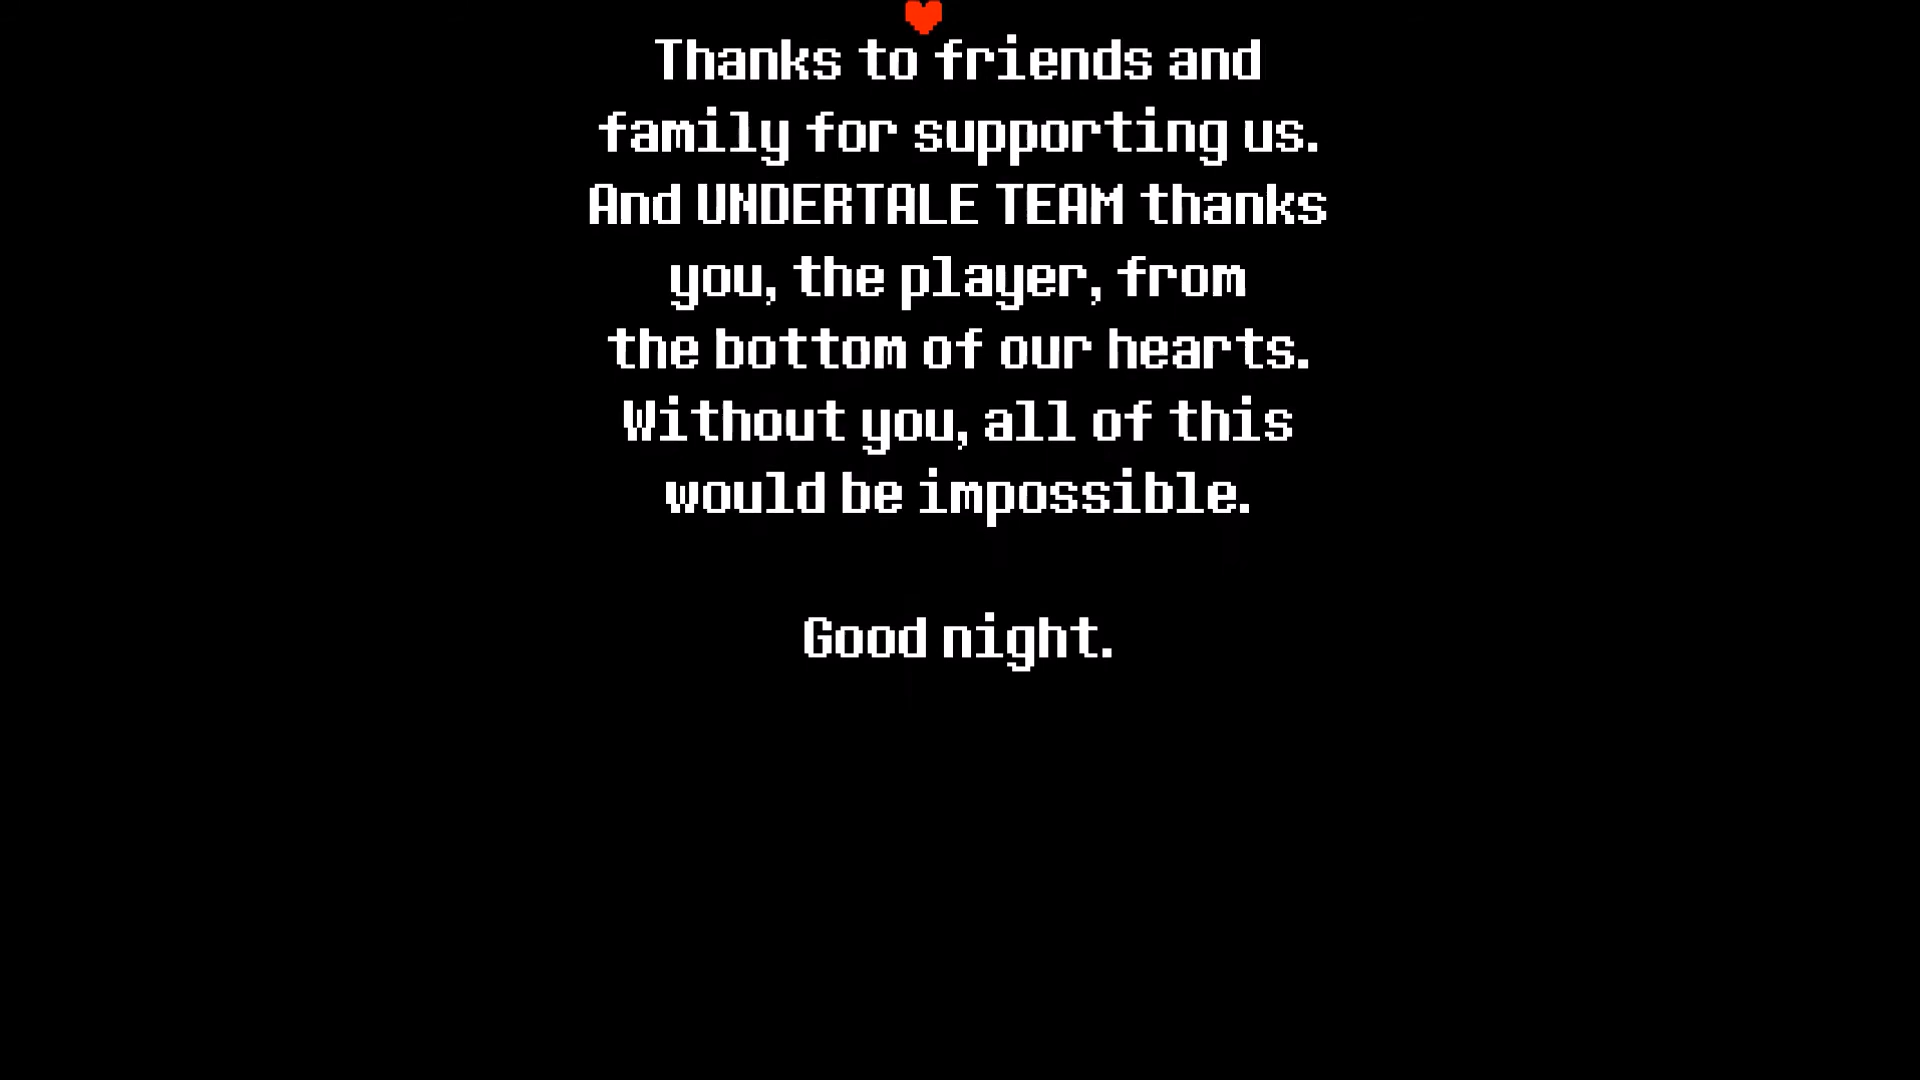 Thanks to friends and
family for supporting us.
And UNDERTALE TEAM thanks
you, the player, from
the bottom of our hearts.
Without you, all of this
would be impossible.
Good night.